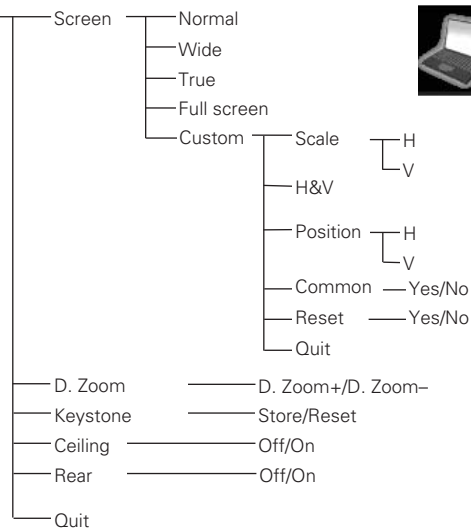 Screen Normal
Wide
True
Full screen
Custom Scale H
V
H&V
Position H
V
Common Yes/No
Reset Yes/No
Quit
D. Zoom D. Zoom+/D. Zoom–
Keystone Store/Reset
Ceiling Off/On
Rear Off/On
Quit